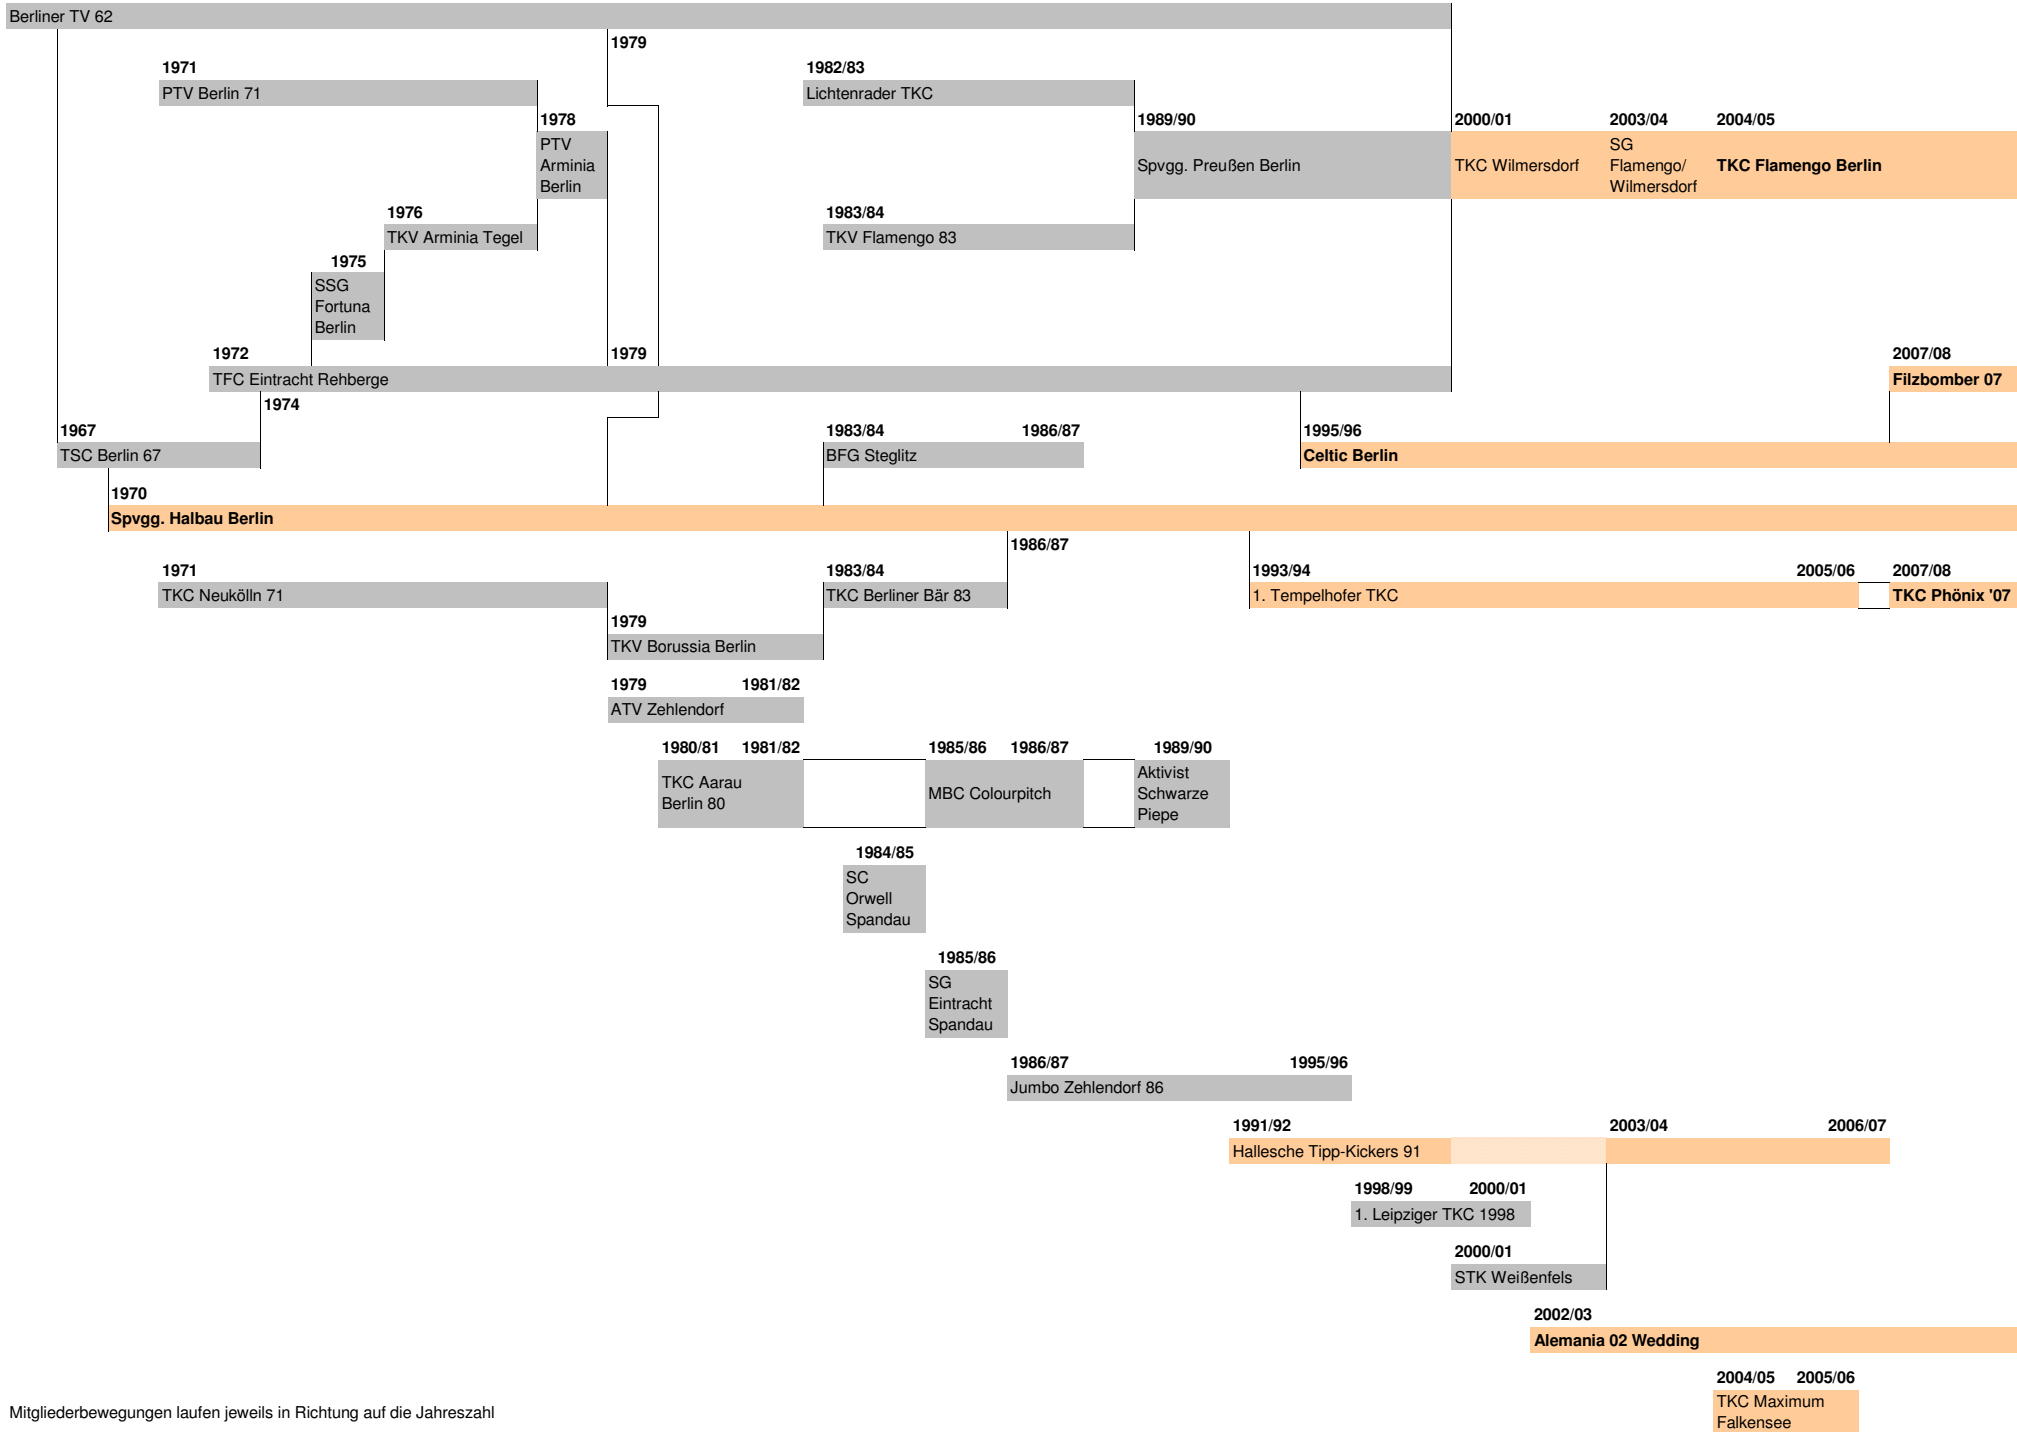 Berliner TV 62
1979
1971
1982/83
PTV Berlin 71
Lichtenrader TKC
1978
1989/90
2000/01
2003/04
2004/05
PTV
Arminia
Berlin
Spvgg. Preußen Berlin
TKC Wilmersdorf
SG
Flamengo/
Wilmersdorf
TKC Flamengo Berlin
1976
1983/84
TKV Arminia Tegel
TKV Flamengo 83
1975
SSG
Fortuna
Berlin
1972
1979
2007/08
TFC Eintracht Rehberge
Filzbomber 07
1974
1967
1983/84
1986/87
1995/96
TSC Berlin 67
BFG Steglitz
Celtic Berlin
1970
Spvgg. Halbau Berlin
1986/87
1971
1983/84
1993/94
2005/06
2007/08
TKC Neukölln 71
TKC Berliner Bär 83
1. Tempelhofer TKC
TKC Phönix '07
1979
TKV Borussia Berlin
1979
1981/82
ATV Zehlendorf
1980/81
1981/82
1985/86
1986/87
1989/90
TKC Aarau
Berlin 80
MBC Colourpitch
Aktivist
Schwarze
Piepe
1984/85
SC
Orwell
Spandau
1985/86
SG
Eintracht
Spandau
1986/87
1995/96
Jumbo Zehlendorf 86
1991/92
2003/04
2006/07
Hallesche Tipp-Kickers 91
1998/99
2000/01
1. Leipziger TKC 1998
2000/01
STK Weißenfels
2002/03
Alemania 02 Wedding
2004/05
2005/06
TKC Maximum
Falkensee
Mitgliederbewegungen laufen jeweils in Richtung auf die Jahreszahl